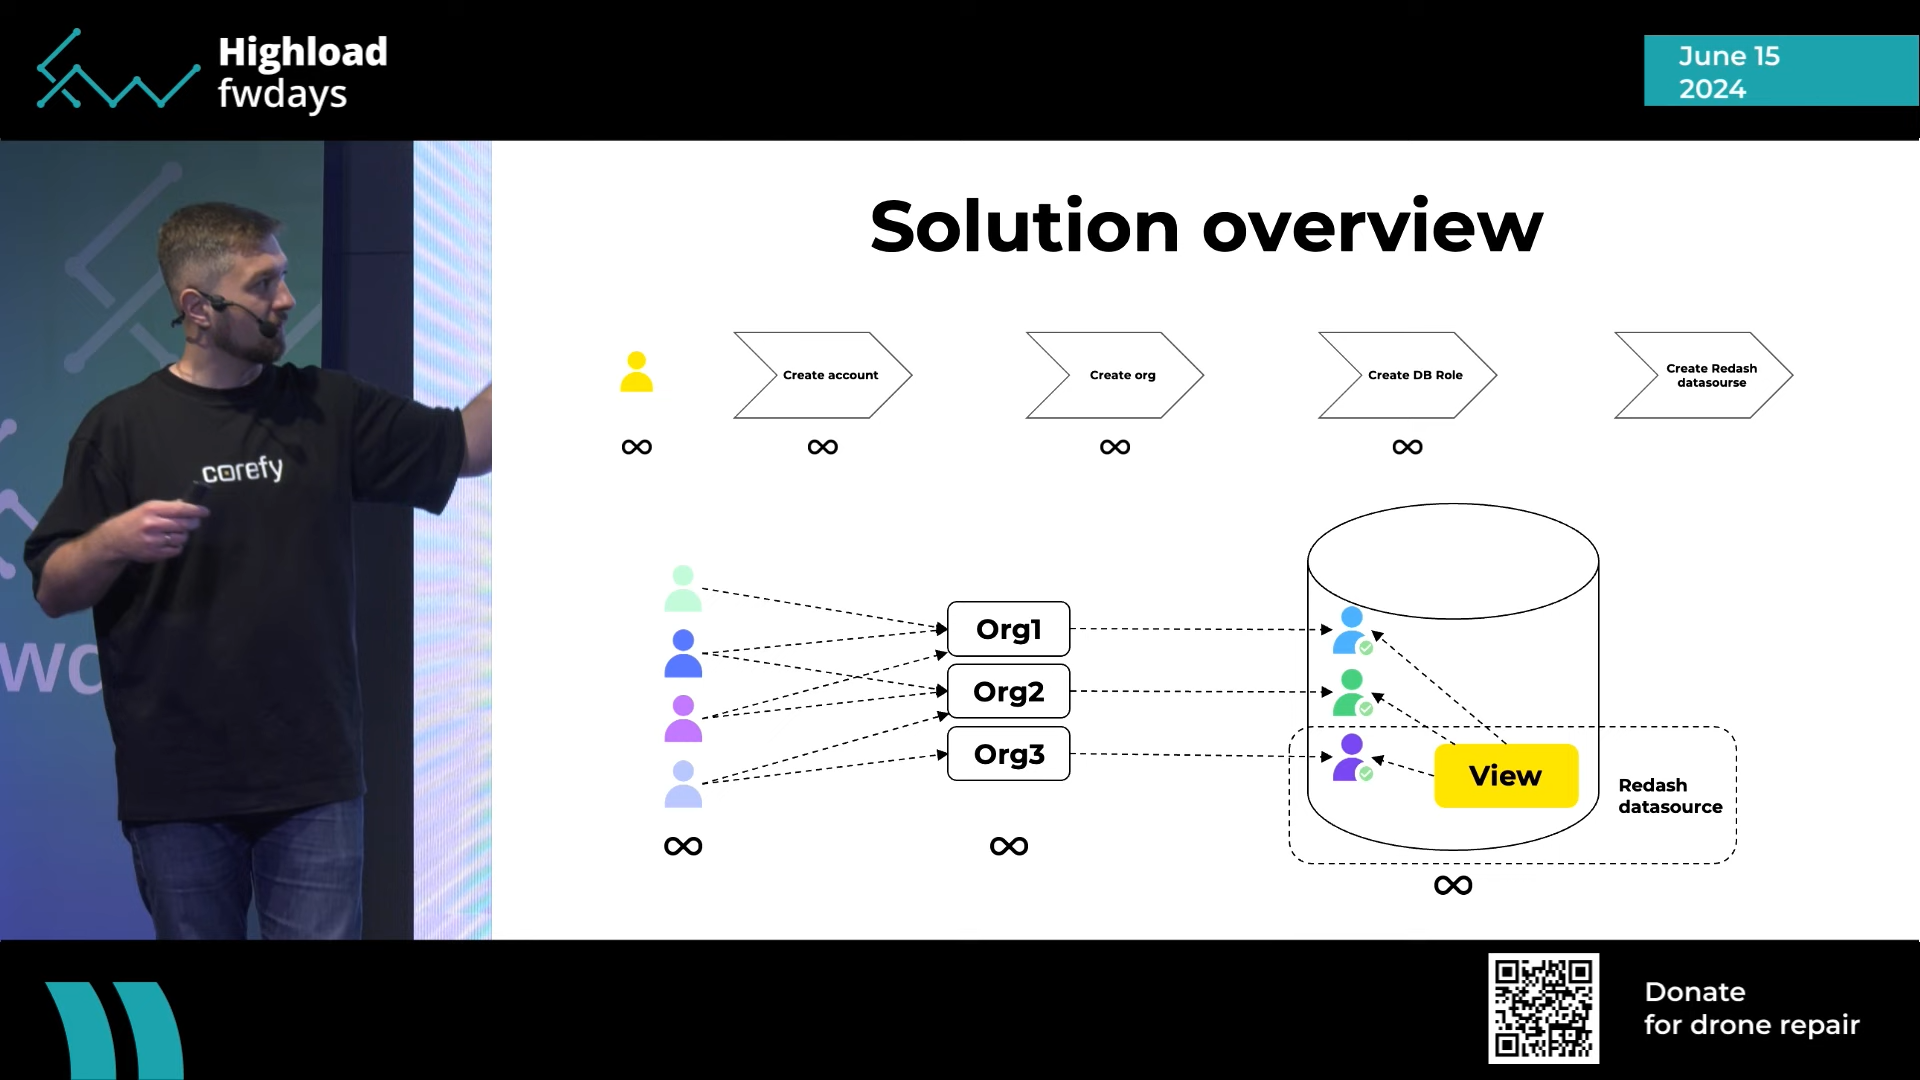 Highload
fwdays
June 15
2024
corefy
Solution overview
Create account
Create org
Create DB Role
Create Redash
datasourse
∞
∞
∞
∞
Org1
Org2
Org3
View
Redash
datasource
∞
∞
∞
Donate
for drone repair